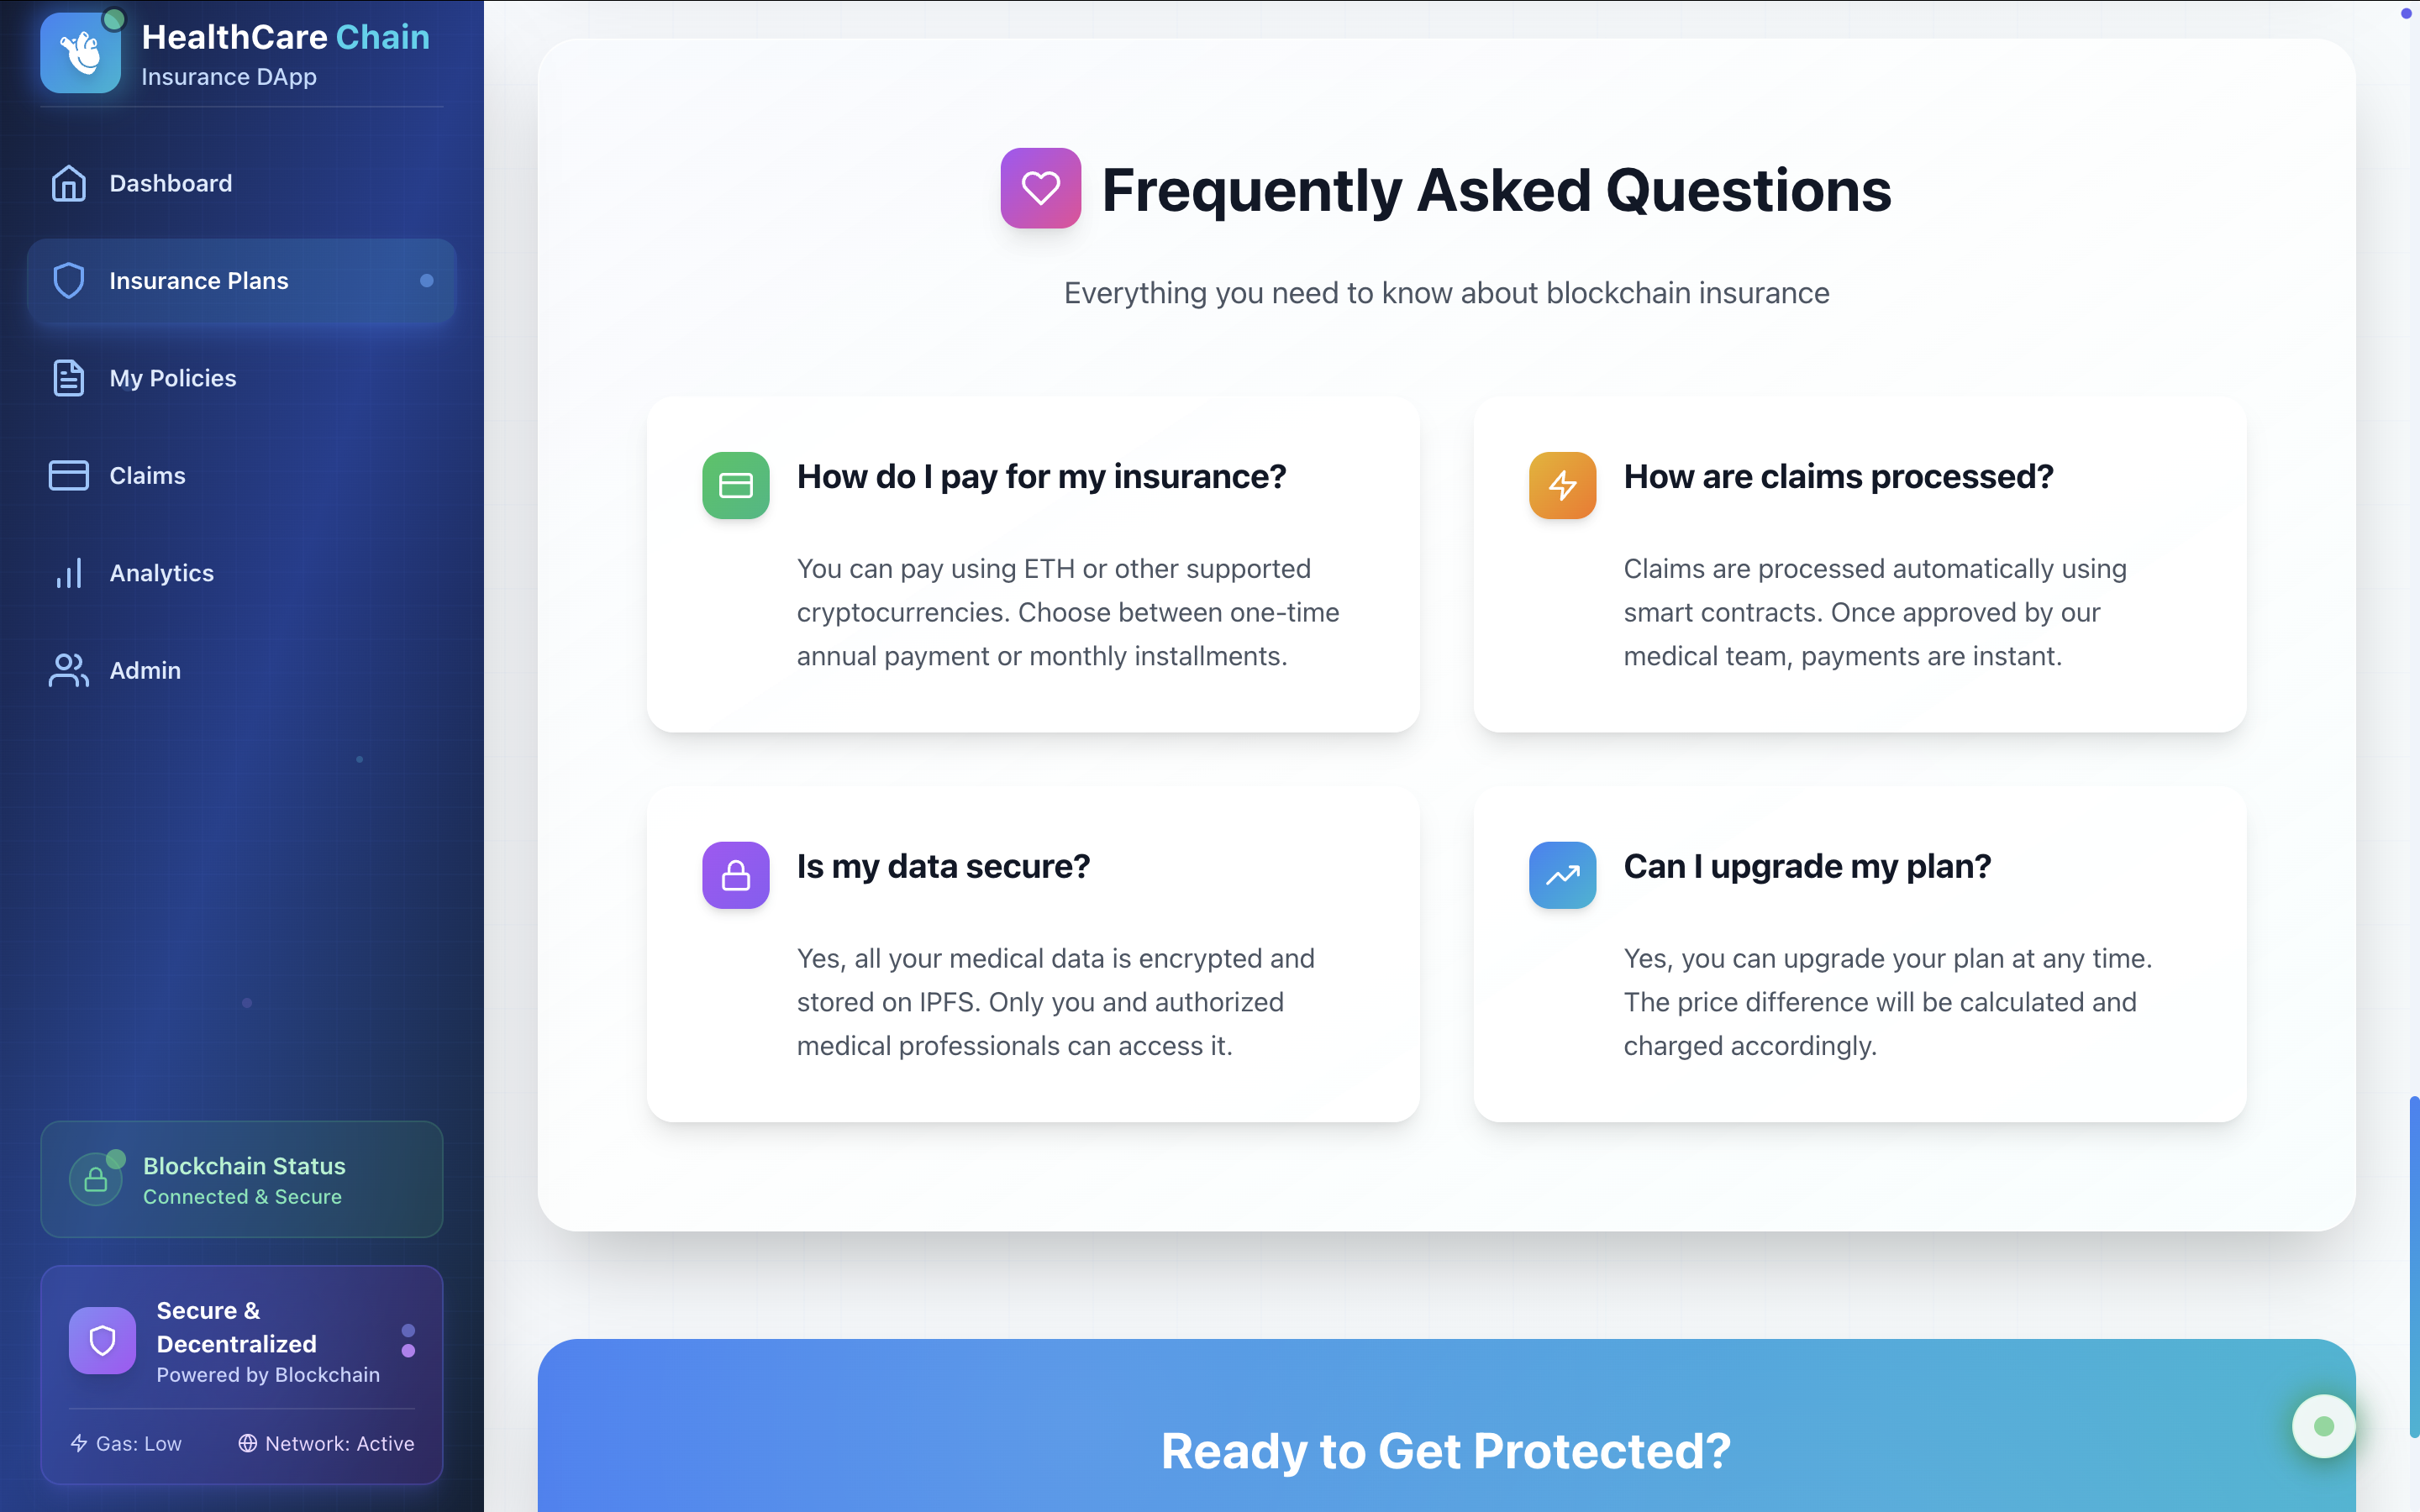 HealthCare Chain
Insurance DApp
Dashboard
Insurance Plans
My Policies
Claims
Analytics
Admin
Blockchain Status
Connected & Secure
Secure &
Decentralized
Powered by Blockchain
Gas: Low
Network: Active
Frequently Asked Questions
Everything you need to know about blockchain insurance
How do I pay for my insurance?
You can pay using ETH or other supported
cryptocurrencies. Choose between one-time
annual payment or monthly installments.
How are claims processed?
Claims are processed automatically using
smart contracts. Once approved by our
medical team, payments are instant.
Is my data secure?
Yes, all your medical data is encrypted and
stored on IPFS. Only you and authorized
medical professionals can access it.
Can I upgrade my plan?
Yes, you can upgrade your plan at any time.
The price difference will be calculated and
charged accordingly.
Ready to Get Protected?